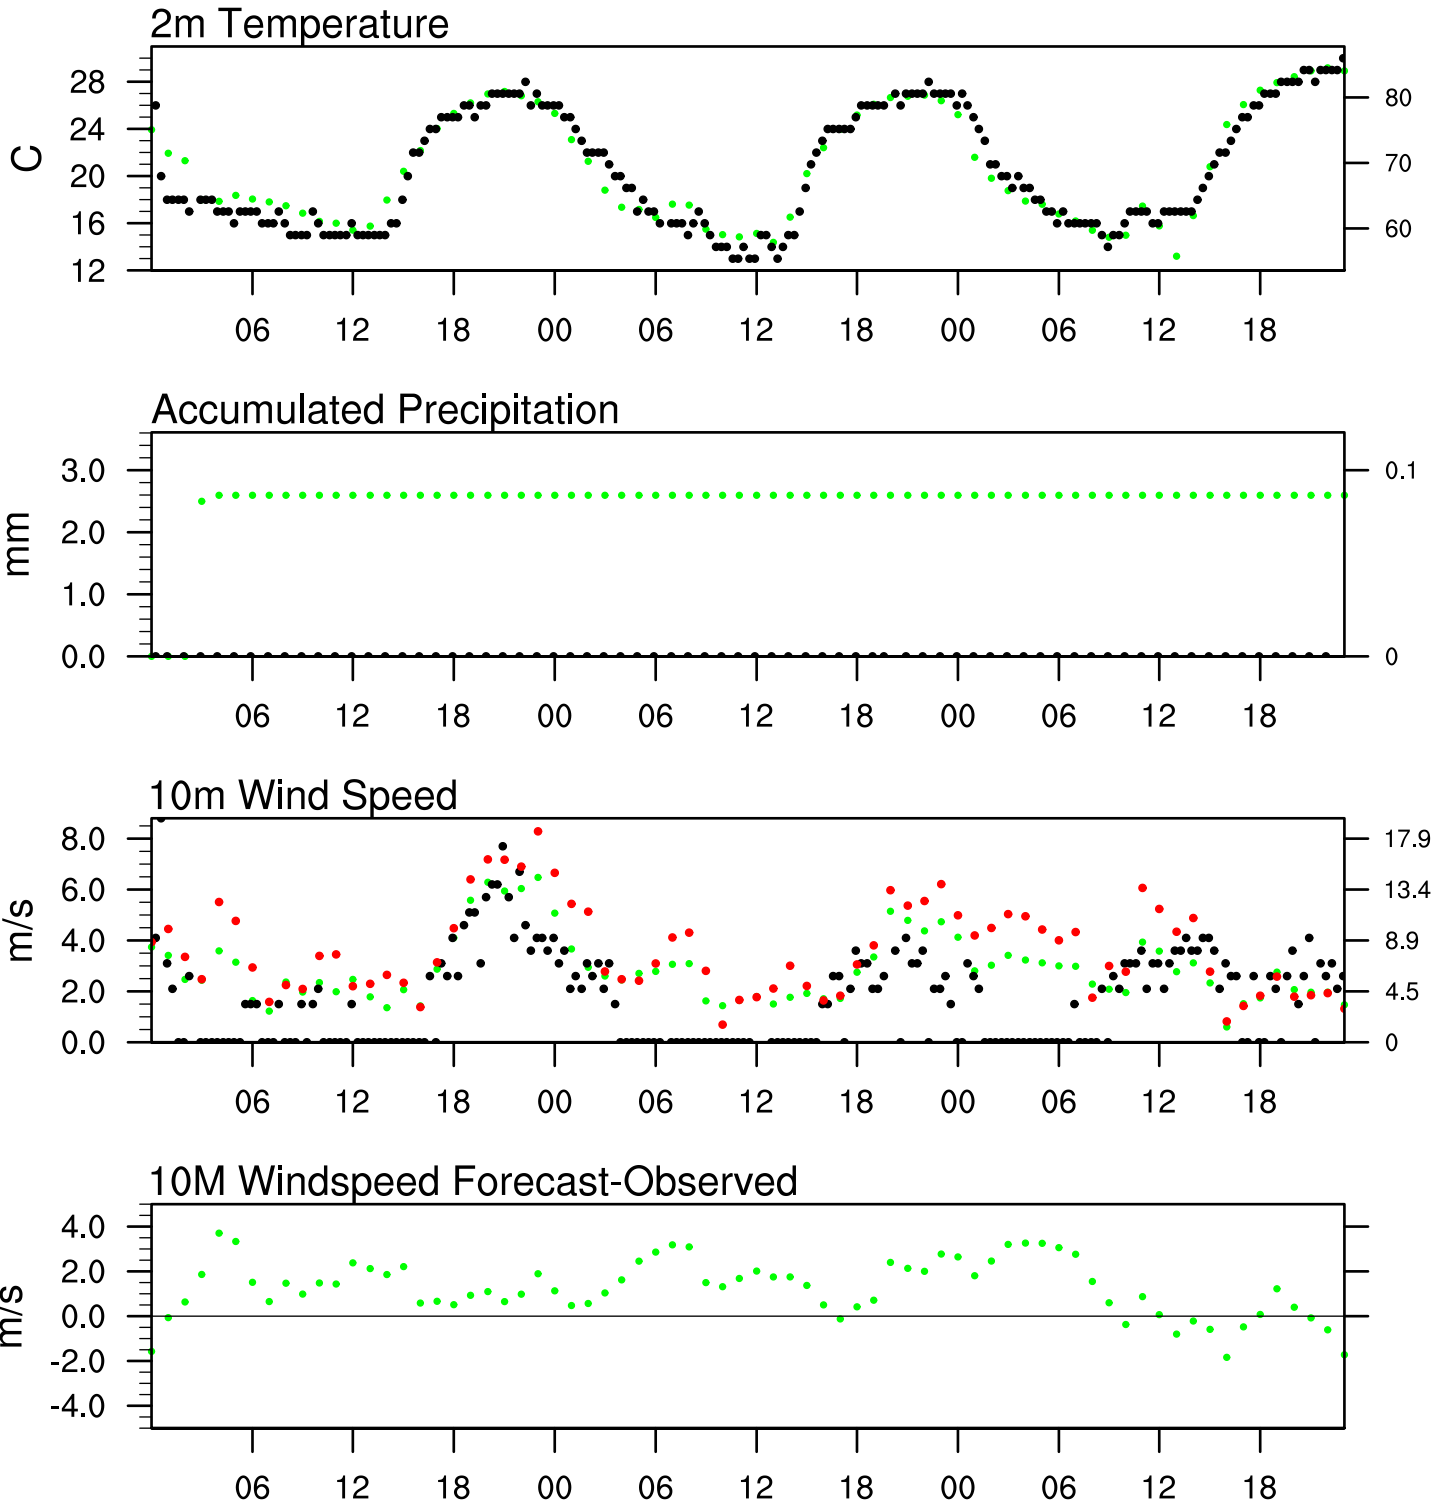 2m Temperature
C
28
24
20
16
12
80
70
60
06 12 18 00 06 12 18 00 06 12 18
Accumulated Precipitation
mm
3.0
2.0
1.0
0.0
0.1
0
06 12 18 00 06 12 18 00 06 12 18
10m Wind Speed
m/s
8.0
6.0
4.0
2.0
0.0
17.9
13.4
8.9
4.5
0
06 12 18 00 06 12 18 00 06 12 18
10M Windspeed Forecast-Observed
m/s
4.0
2.0
0.0
-2.0
-4.0
06 12 18 00 06 12 18 00 06 12 18